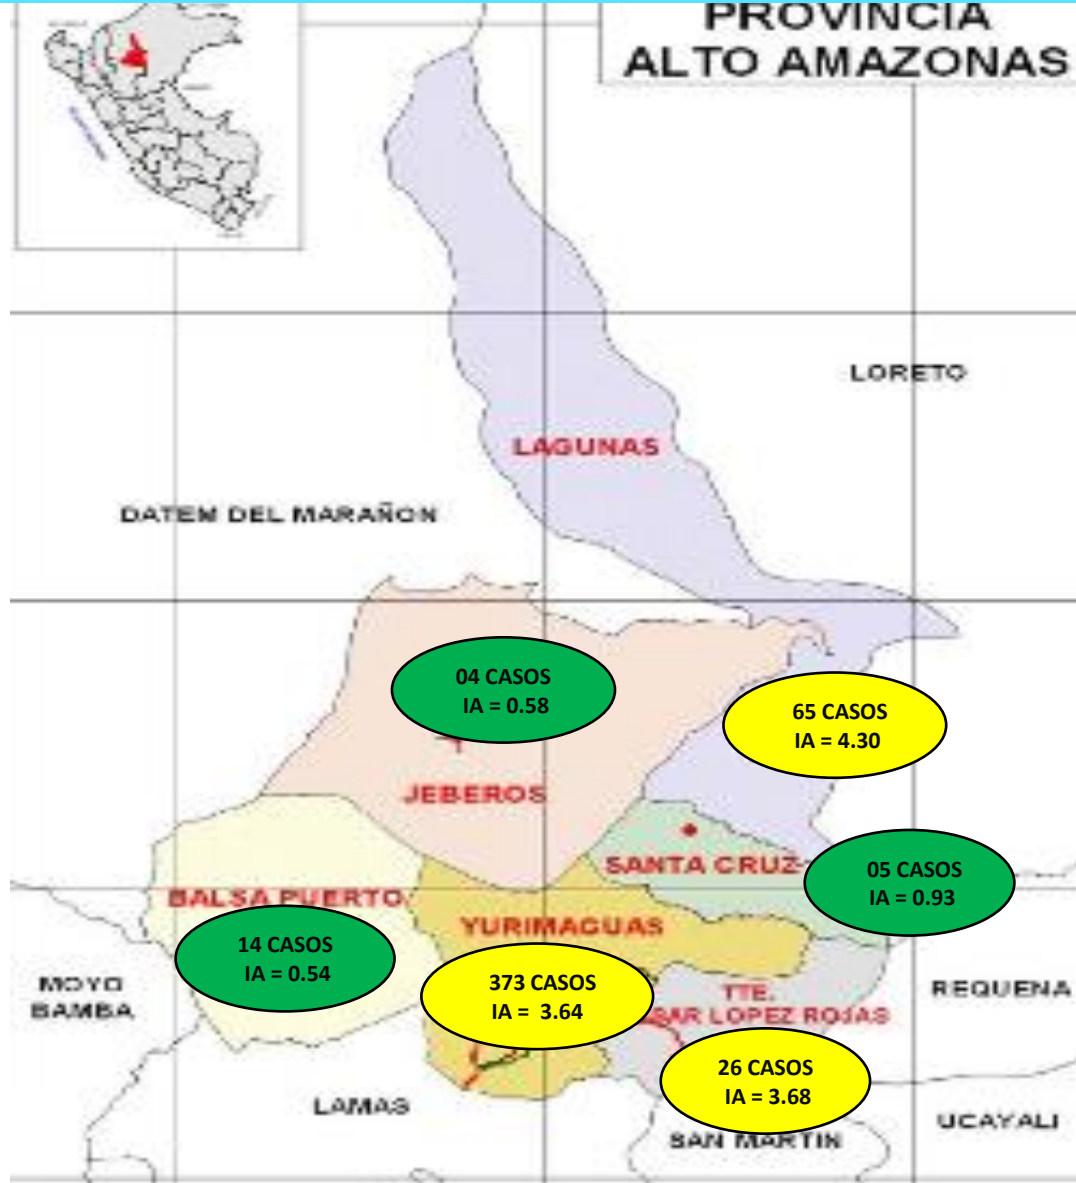 PROVINCIA
ALTO AMAZONAS
LORETO
LAGUNAS
DATEM DEL MARAÑON
04 CASOS
IA = 0.58
65 CASOS
IA = 4.30
JEBEROS
SANTA CRUZ
05 CASOS
IA = 0.93
BALSA PUERTO
YURIMAGUAS
14 CASOS
IA = 0.54
373 CASOS
IA = 3.64
MOYO
BAMBA
TTE.
SAR LOPEZ ROJAS
REQUENA
26 CASOS
IA = 3.68
LAMAS
SAN MARTIN
UCAYALI